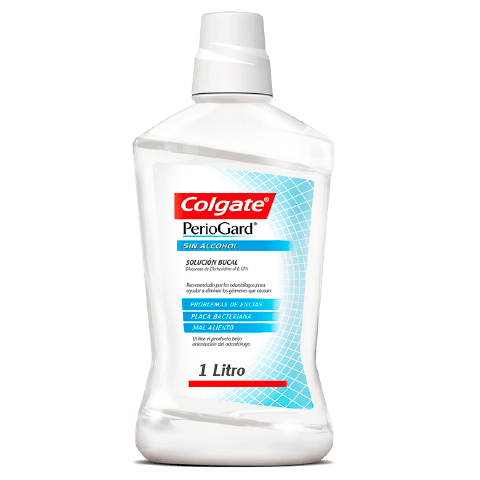 Colgate®
PerioGard®
SIN ALCOHOL
SOLUCIÓN BUCAL
Gluconato de Clorhexidina al 0,12%
Recomendado por los odontólogos para
ayudar a eliminar los gérmenes que causan:
PROBLEMAS DE ENCÍAS
PLACA BACTERIANA
MAL ALIENTO
Utilice el producto bajo
orientación del odontólogo
1 Litro